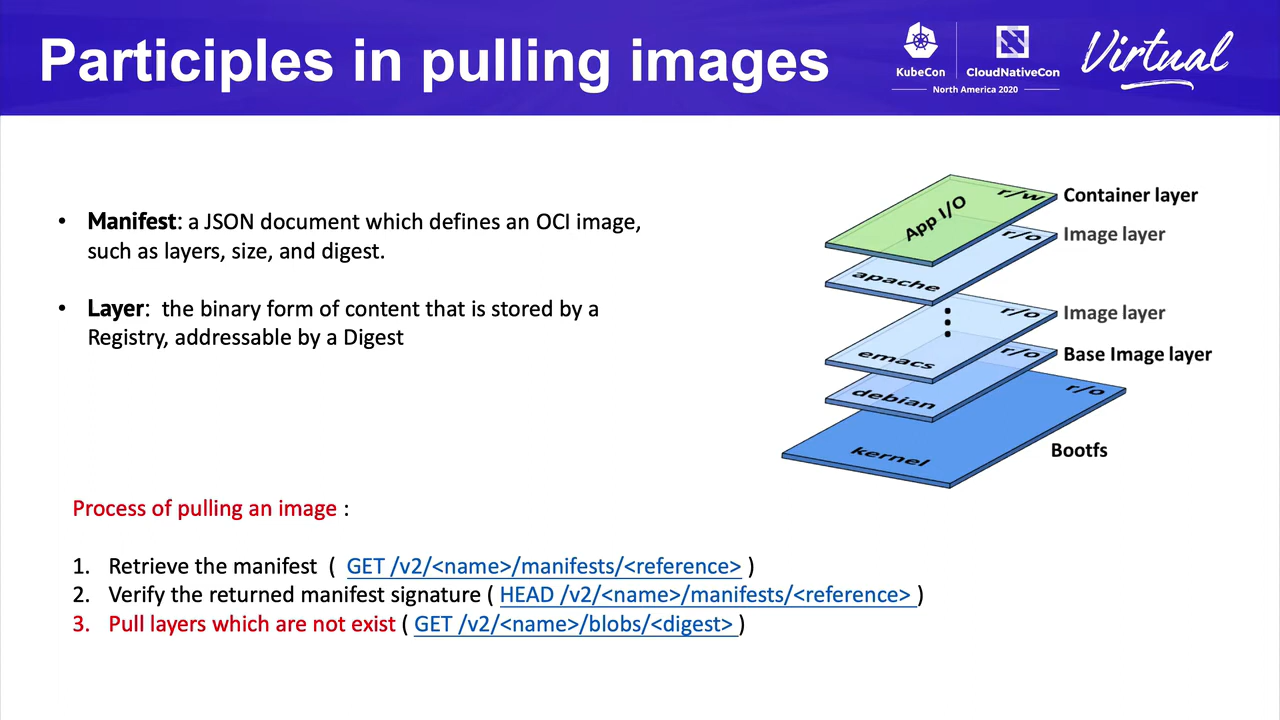 Participles in pulling images
KubeCon
CloudNativeCon
North America 2020
Virtual
• Manifest: a JSON document which defines an OCI image,
such as layers, size, and digest.
• Layer: the binary form of content that is stored by a
Registry, addressable by a Digest
App I/O
r/w
Container layer
apache
r/o
Image layer
emacs
r/o
Image layer
debian
r/o
Base Image layer
kernel
r/o
Bootfs
Process of pulling an image :
1. Retrieve the manifest ( GET /v2/<name>/manifests/<reference> )
2. Verify the returned manifest signature ( HEAD /v2/<name>/manifests/<reference> )
3. Pull layers which are not exist ( GET /v2/<name>/blobs/<digest> )